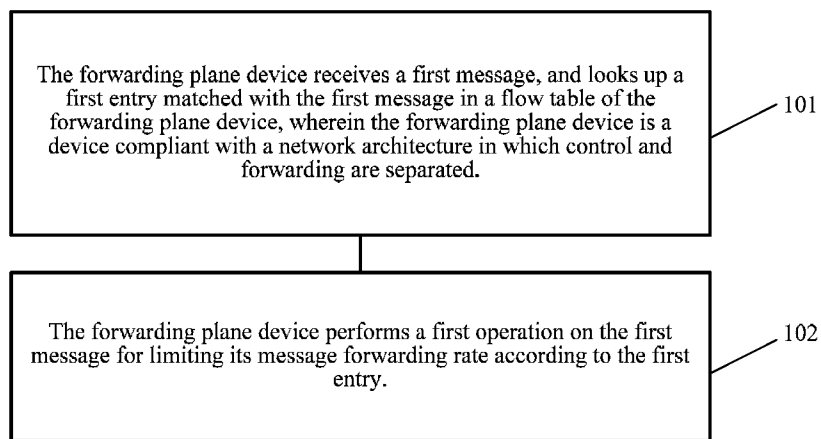 The forwarding plane device receives a first message, and looks up a
first entry matched with the first message in a flow table of the
forwarding plane device, wherein the forwarding plane device is a
device compliant with a network architecture in which control and
forwarding are separated.
101
The forwarding plane device performs a first operation on the first
message for limiting its message forwarding rate according to the first
entry.
102